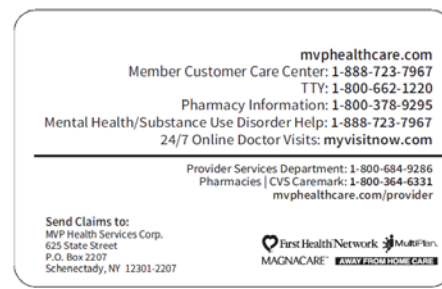 mvphealthcare.com
Member Customer Care Center: 1-888-723-7967
TTY: 1-800-662-1220
Pharmacy Information: 1-800-378-9295
Mental Health/Substance Use Disorder Help: 1-888-723-7967
24/7 Online Doctor Visits: myvisitnow.com
Provider Services Department: 1-800-684-9286
Pharmacies | CVS Caremark: 1-800-364-6331
mvphealthcare.com/provider
Send Claims to:
MVP Health Services Corp.
625 State Street
P.O. Box 2207
Schenectady, NY 12301-2207
First Health Network MultiPlan.
MAGNACARE℠ AWAY FROM HOME CARE